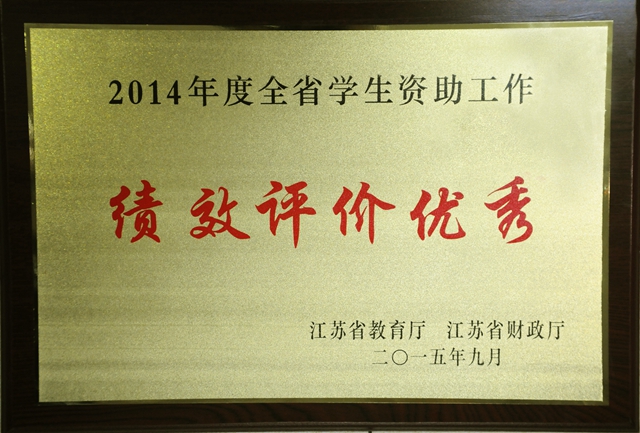 2014年度全省学生资助工作
绩效评价优秀
江苏省教育厅 江苏省财政厅
二〇一五年九月